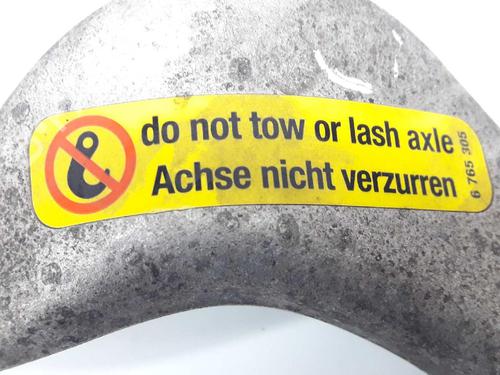 do not tow or lash axle
Achse nicht verzurren
6 765 305